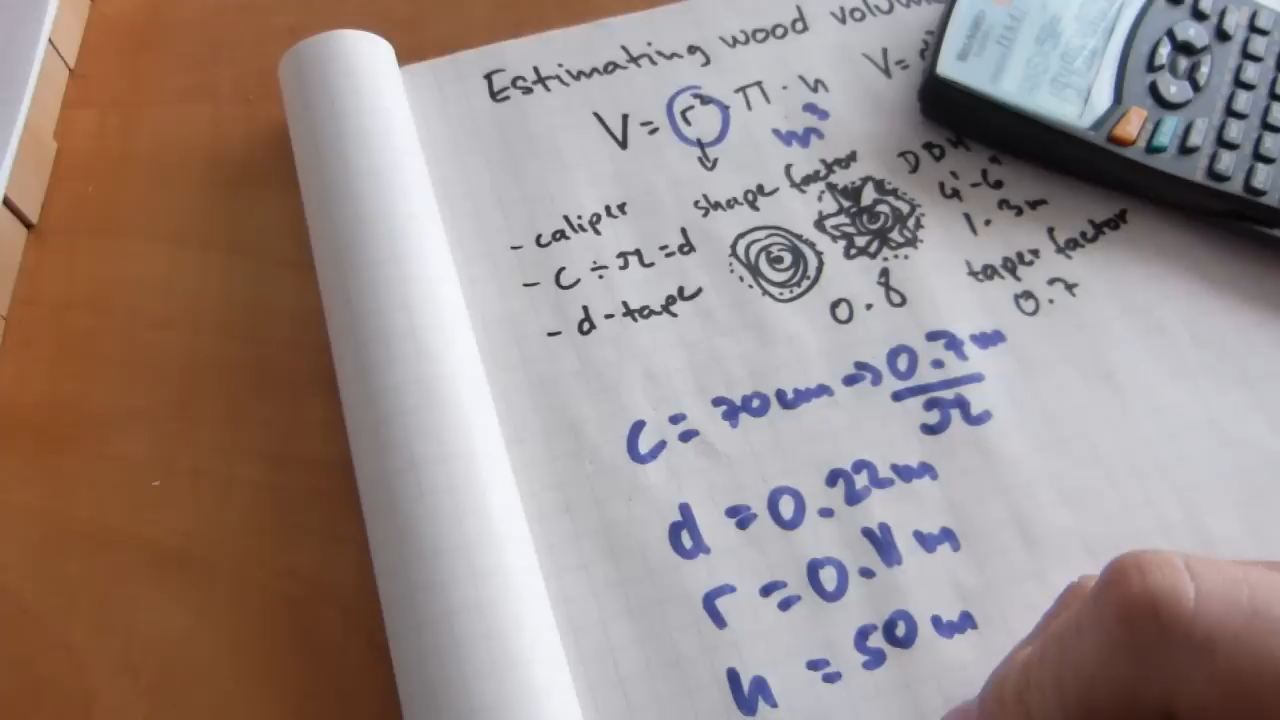 Estimating wood volume
V = r² · π · h
V =
m³
- caliper
- C ÷ π = d
- d-tape
shape factor
0.8
DBH
4'-6"
1.3m
taper factor
0.7
C = 70cm → 0.7m
π
d = 0.22m
r = 0.11m
h = 50m